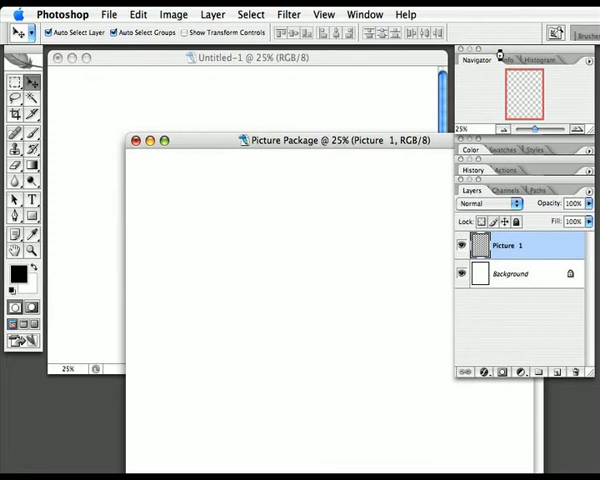 Photoshop File Edit Image Layer Select Filter View Window Help
Auto Select Layer Auto Select Groups Show Transform Controls
Brushes
Untitled-1 @ 25% (RGB/8)
Navigator Info Histogram
25%
Picture Package @ 25% (Picture 1, RGB/8)
Color Swatches Styles
History Actions
Layers Channels Paths
Normal Opacity: 100%
Lock: Fill: 100%
Picture 1
Background
T
25%